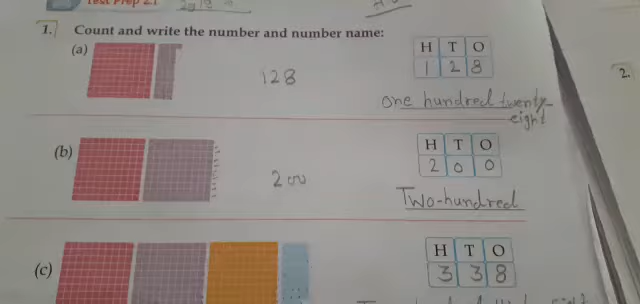 Test Prep 2.1
1. Count and write the number and number name:
2.
(a)
128
H T O
1 2 8
one hundred twenty-
eight
(b)
200
H T O
2 0 0
Two-hundred
(c)
H T O
3 3 8